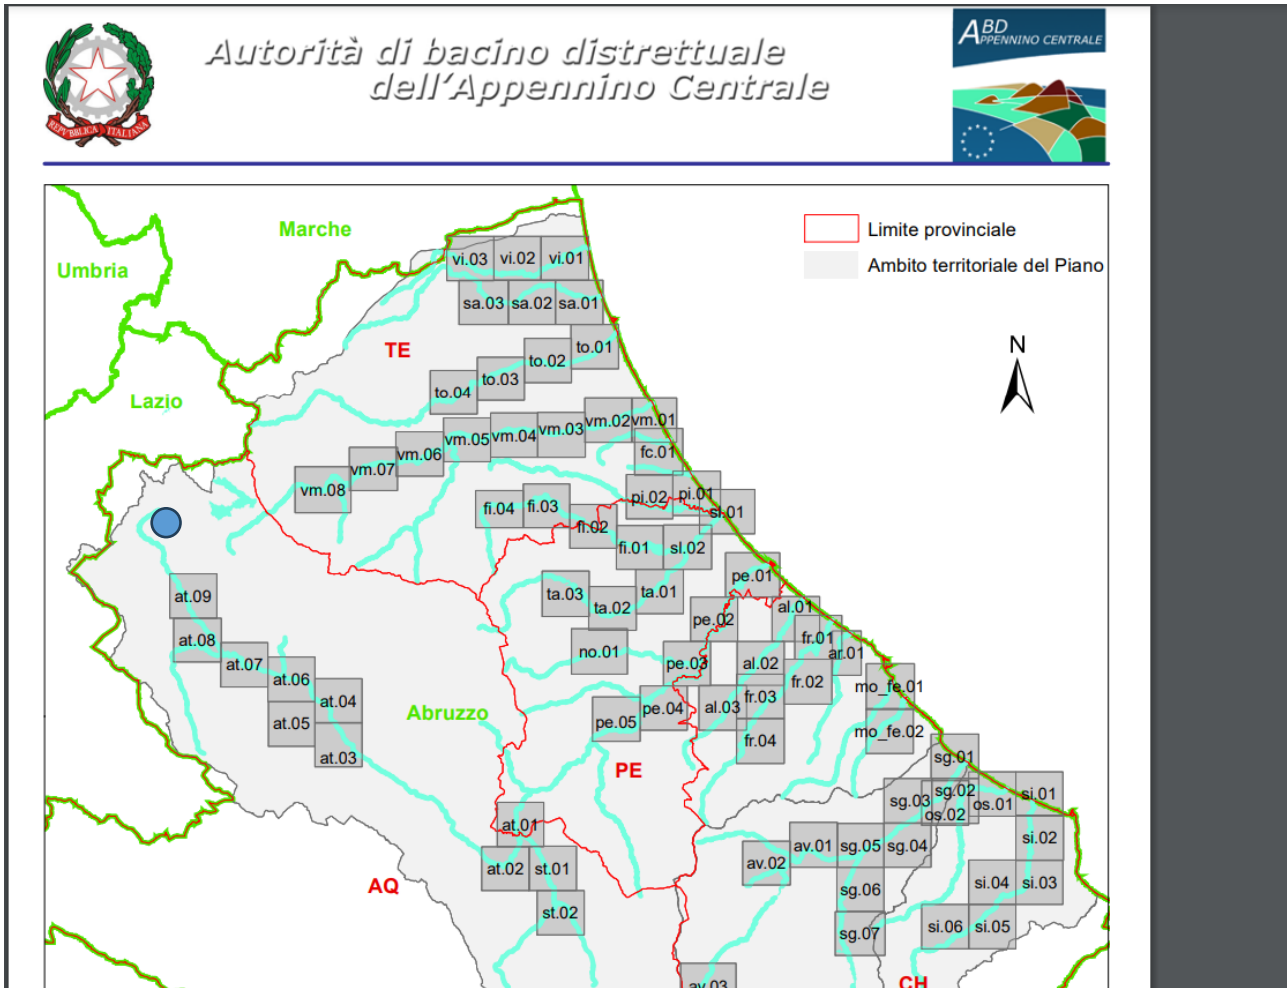 Autorità di bacino distrettuale
dell'Appennino Centrale
REPVBBLICA ITALIANA
ABD
APPENNINO CENTRALE
Limite provinciale
Ambito territoriale del Piano
N
Marche
Umbria
Lazio
Abruzzo
TE
PE
AQ
CH
vi.03
vi.02
vi.01
sa.03
sa.02
sa.01
to.01
to.02
to.03
to.04
vm.01
vm.02
vm.03
vm.04
vm.05
vm.06
vm.07
vm.08
fc.01
pi.02
pi.01
sl.01
fi.04
fi.03
fi.02
fi.01
sl.02
pe.01
ta.03
ta.02
ta.01
pe.02
al.01
fr.01
ar.01
no.01
pe.03
al.02
fr.02
mo_fe.01
mo_fe.02
fr.03
al.03
pe.04
pe.05
fr.04
at.09
at.08
at.07
at.06
at.04
at.05
at.03
sg.01
sg.02
sg.03
os.02
os.01
si.01
si.02
at.01
at.02
st.01
st.02
av.02
av.01
sg.05
sg.04
sg.06
sg.07
si.04
si.03
si.06
si.05
av.03